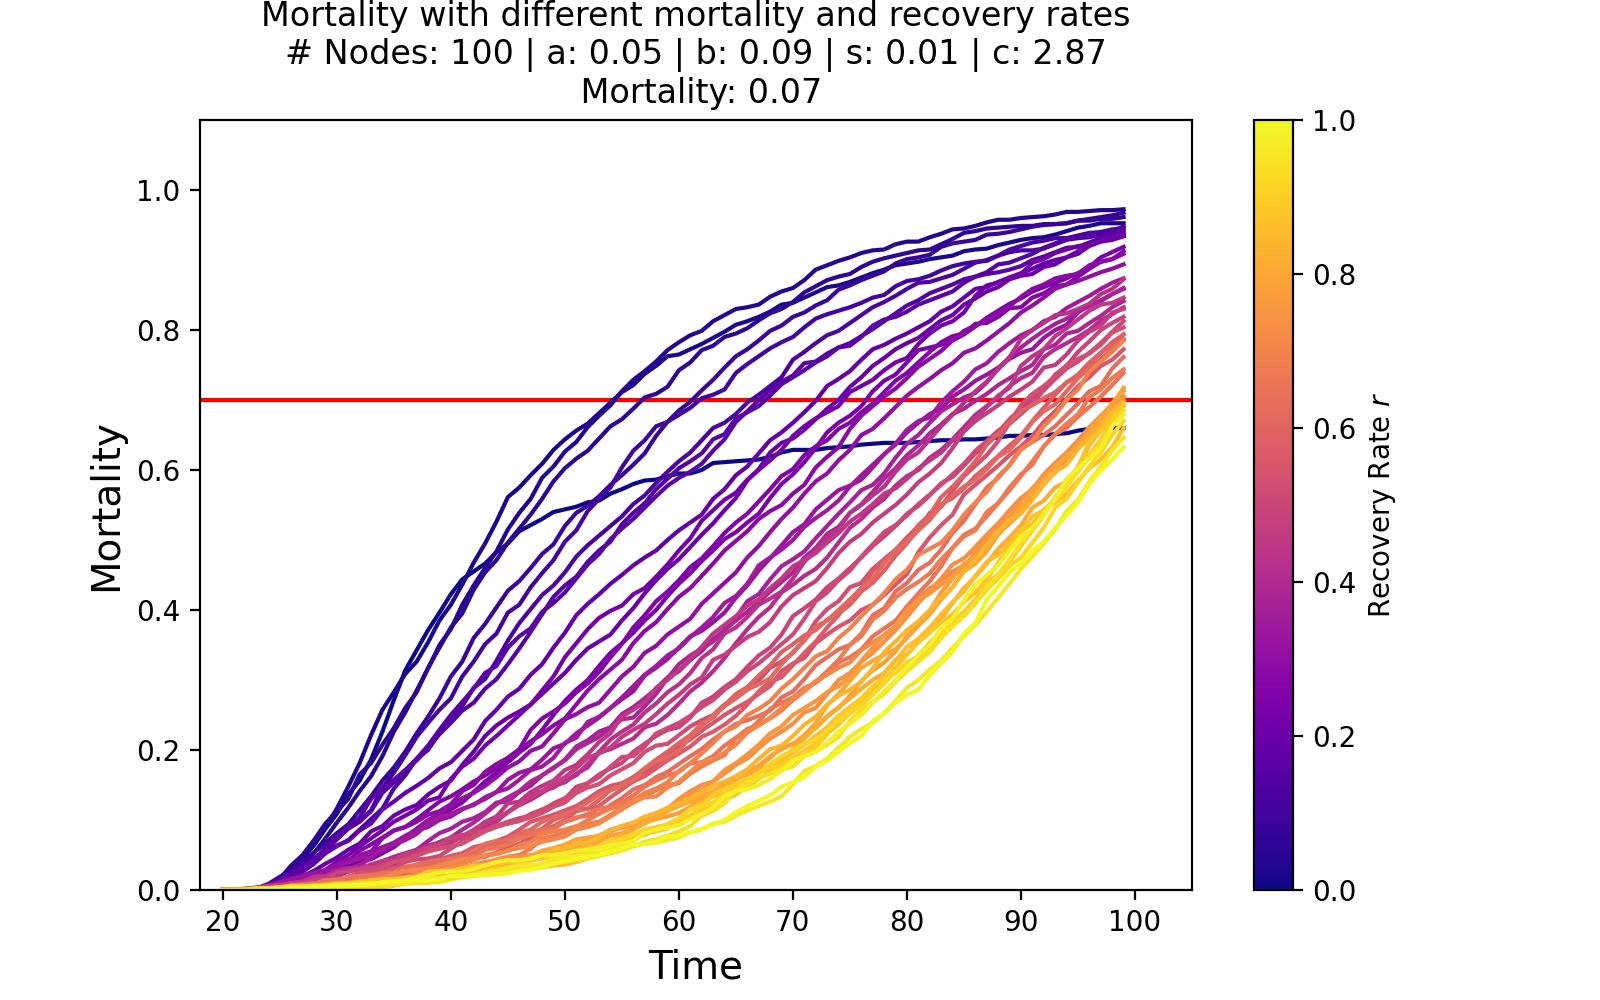 Mortality with different mortality and recovery rates
# Nodes: 100 | a: 0.05 | b: 0.09 | s: 0.01 | c: 2.87
Mortality: 0.07
1.0
0.8
0.6
0.4
0.2
0.0
Mortality
20 30 40 50 60 70 80 90 100
Time
1.0
0.8
0.6
0.4
0.2
0.0
Recovery Rate r